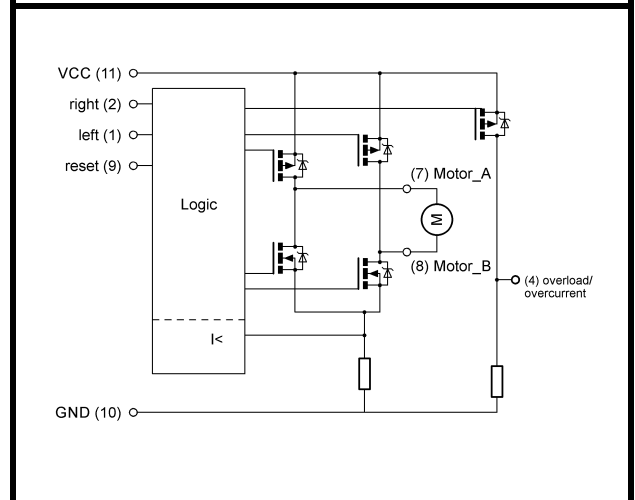 VCC (11)
right (2)
left (1)
reset (9)
Logic
(7) Motor_A
M
(8) Motor_B
(4) overload/
overcurrent
I<
GND (10)